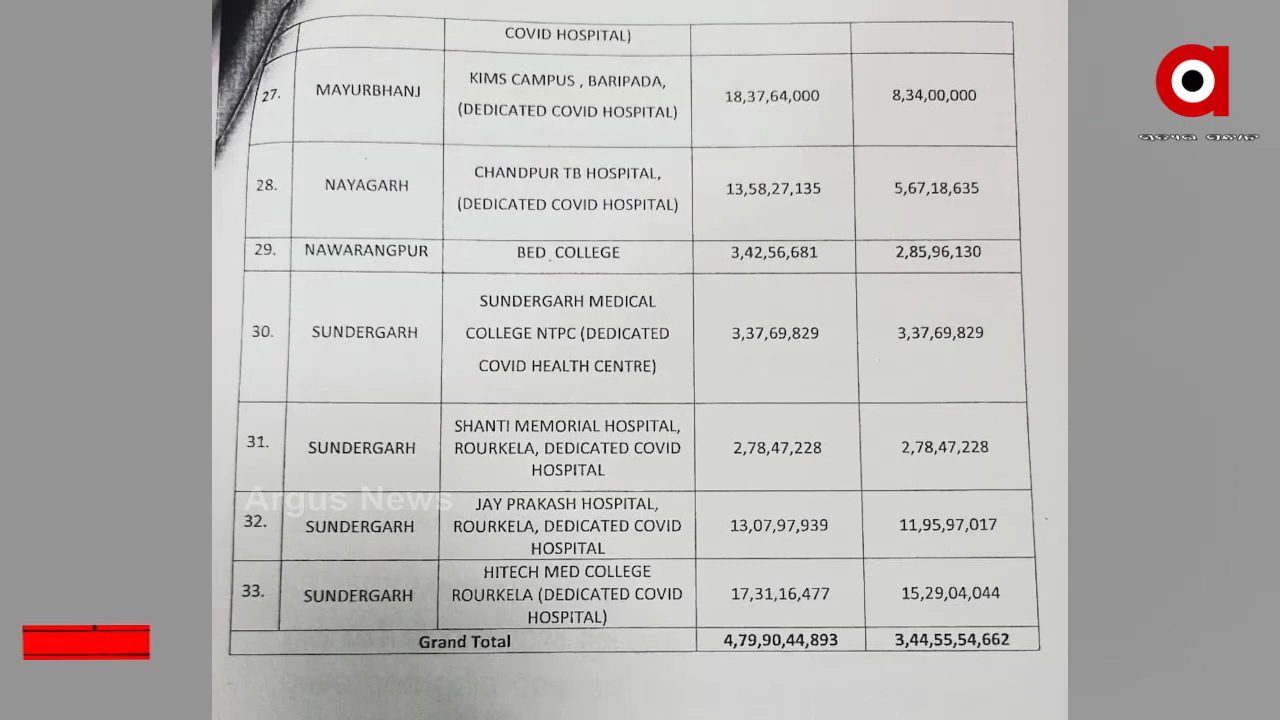 COVID HOSPITAL)
27. MAYURBHANJ KIMS CAMPUS , BARIPADA, 18,37,64,000 8,34,00,000
(DEDICATED COVID HOSPITAL)
28. NAYAGARH CHANDPUR TB HOSPITAL, 13,58,27,135 5,67,18,635
(DEDICATED COVID HOSPITAL)
29. NAWARANGPUR BED COLLEGE 3,42,56,681 2,85,96,130
SUNDERGARH MEDICAL
30. SUNDERGARH COLLEGE NTPC (DEDICATED 3,37,69,829 3,37,69,829
COVID HEALTH CENTRE)
SHANTI MEMORIAL HOSPITAL,
31. SUNDERGARH ROURKELA, DEDICATED COVID 2,78,47,228 2,78,47,228
HOSPITAL
Argus News
JAY PRAKASH HOSPITAL,
32. SUNDERGARH ROURKELA, DEDICATED COVID 13,07,97,939 11,95,97,017
HOSPITAL
HITECH MED COLLEGE
33. SUNDERGARH ROURKELA (DEDICATED COVID 17,31,16,477 15,29,04,044
HOSPITAL)
Grand Total 4,79,90,44,893 3,44,55,54,662